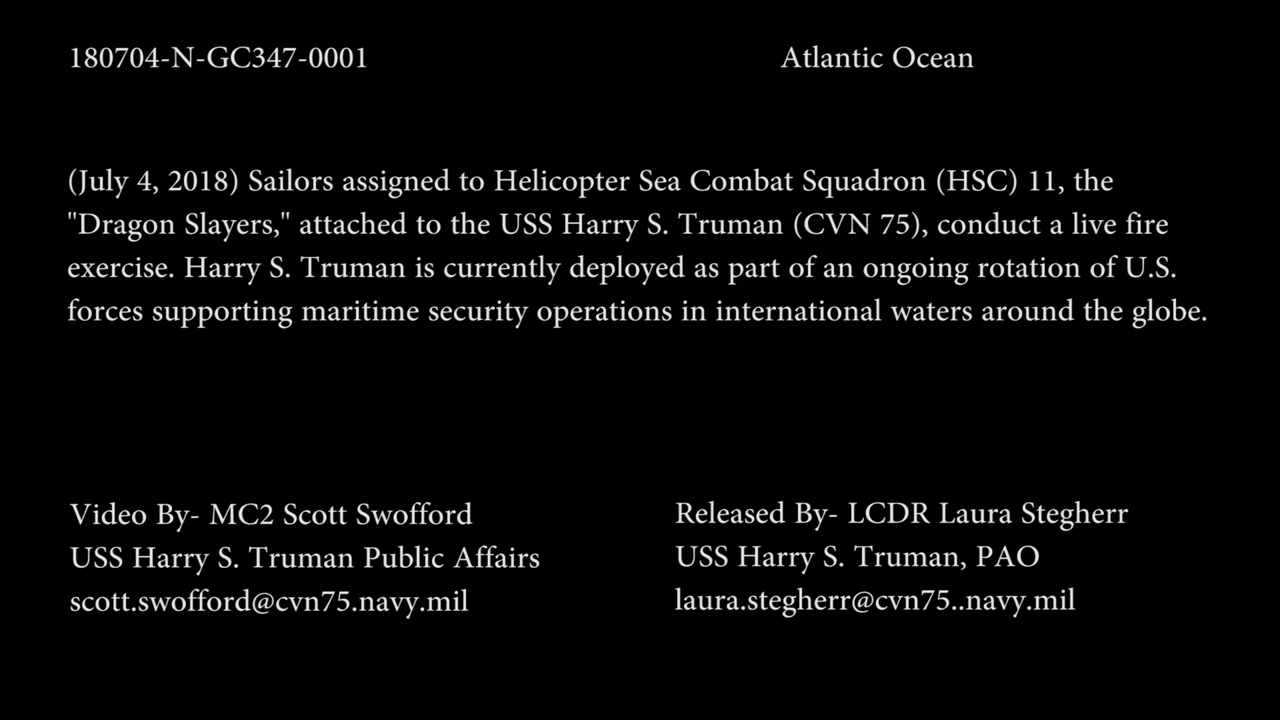 180704-N-GC347-0001
Atlantic Ocean
(July 4, 2018) Sailors assigned to Helicopter Sea Combat Squadron (HSC) 11, the
"Dragon Slayers," attached to the USS Harry S. Truman (CVN 75), conduct a live fire
exercise. Harry S. Truman is currently deployed as part of an ongoing rotation of U.S.
forces supporting maritime security operations in international waters around the globe.
Video By- MC2 Scott Swofford
USS Harry S. Truman Public Affairs
scott.swofford@cvn75.navy.mil
Released By- LCDR Laura Stegherr
USS Harry S. Truman, PAO
laura.stegherr@cvn75..navy.mil